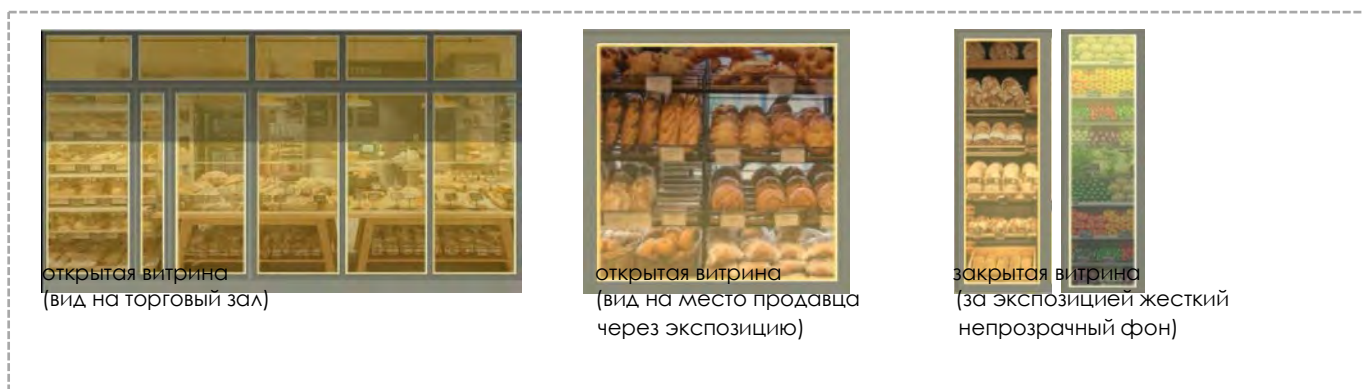 открытая витрина
(вид на торговый зал)
открытая витрина
(вид на место продавца
через экспозицию)
закрытая витрина
(за экспозицией жесткий
непрозрачный фон)